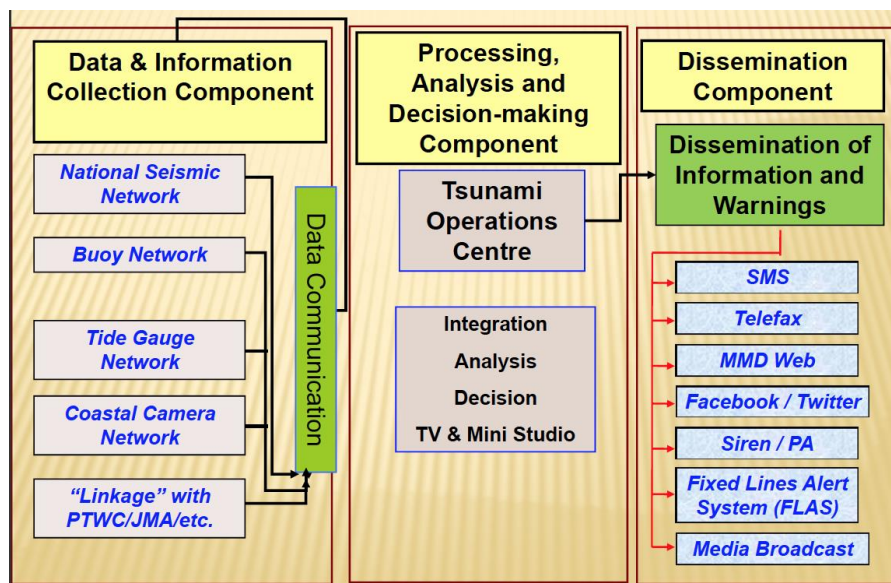 Data & Information
Collection Component
National Seismic
Network
Buoy Network
Tide Gauge
Network
Coastal Camera
Network
“Linkage” with
PTWC/JMA/etc.
Data Communication
Processing,
Analysis and
Decision-making
Component
Tsunami
Operations
Centre
Integration
Analysis
Decision
TV & Mini Studio
Dissemination
Component
Dissemination of
Information and
Warnings
SMS
Telefax
MMD Web
Facebook / Twitter
Siren / PA
Fixed Lines Alert
System (FLAS)
Media Broadcast